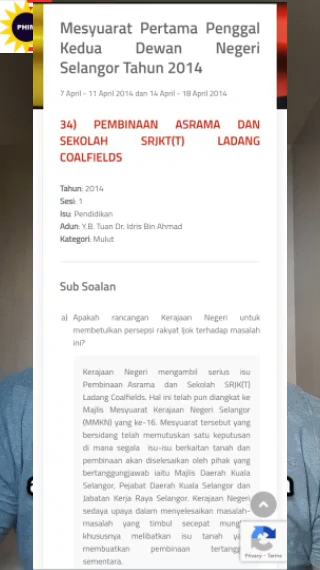 PHIM
Mesyuarat Pertama Penggal
Kedua Dewan Negeri
Selangor Tahun 2014
7 April - 11 April 2014 dan 14 April - 18 April 2014
34) PEMBINAAN ASRAMA DAN
SEKOLAH SRJKT(T) LADANG
COALFIELDS
Tahun: 2014
Sesi: 1
Isu: Pendidikan
Adun: Y.B. Tuan Dr. Idris Bin Ahmad
Kategori: Mulut
Sub Soalan
a) Apakah rancangan Kerajaan Negeri untuk
membetulkan persepsi rakyat Ijok terhadap masalah
ini?
Kerajaan Negeri mengambil serius isu
Pembinaan Asrama dan Sekolah SRJK(T)
Ladang Coalfields. Hal ini telah pun diangkat ke
Majlis Mesyuarat Kerajaan Negeri Selangor
(MMKN) yang ke-16. Mesyuarat tersebut yang
bersidang telah memutuskan satu keputusan
di mana segala isu-isu berkaitan tanah dan
pembinaan akan diselesaikan oleh pihak yang
bertanggungjawab iaitu Majlis Daerah Kuala
Selangor, Pejabat Daerah Kuala Selangor dan
Jabatan Kerja Raya Selangor. Kerajaan Negeri
sedaya upaya dalam menyelesaikan masalah-
masalah yang timbul secepat
khususnya melibatkan isu tanah
membuatkan pembinaan
sementara.
Privacy - Terms